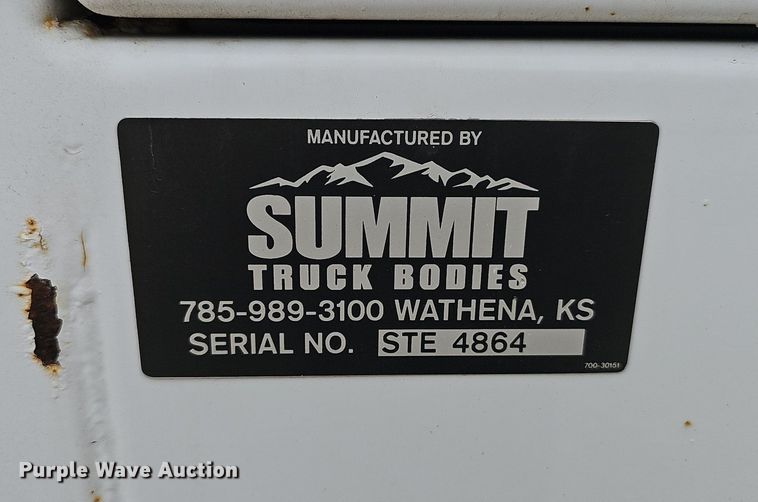 MANUFACTURED BY
SUMMIT
TRUCK BODIES
785-989-3100 WATHENA, KS
SERIAL NO. STE 4864
700-30151
Purple Wave Auction